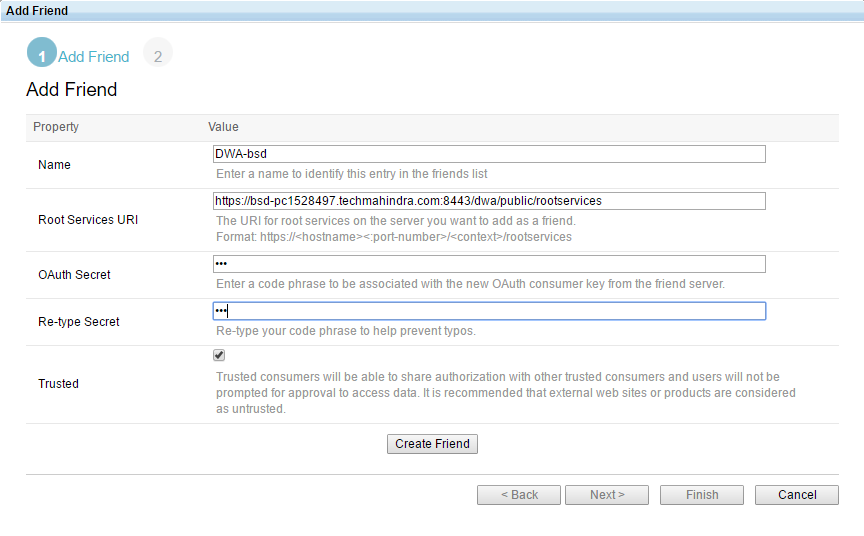 Add Friend
1 Add Friend 2
Add Friend
Property Value
Name DWA-bsd
Enter a name to identify this entry in the friends list
Root Services URI https://bsd-pc1528497.techmahindra.com:8443/dwa/public/rootservices
The URI for root services on the server you want to add as a friend.
Format: https://<hostname><:port-number>/<context>/rootservices
OAuth Secret •••
Enter a code phrase to be associated with the new OAuth consumer key from the friend server.
Re-type Secret •••
Re-type your code phrase to help prevent typos.
Trusted
Trusted consumers will be able to share authorization with other trusted consumers and users will not be
prompted for approval to access data. It is recommended that external web sites or products are considered
as untrusted.
Create Friend
< Back Next > Finish Cancel